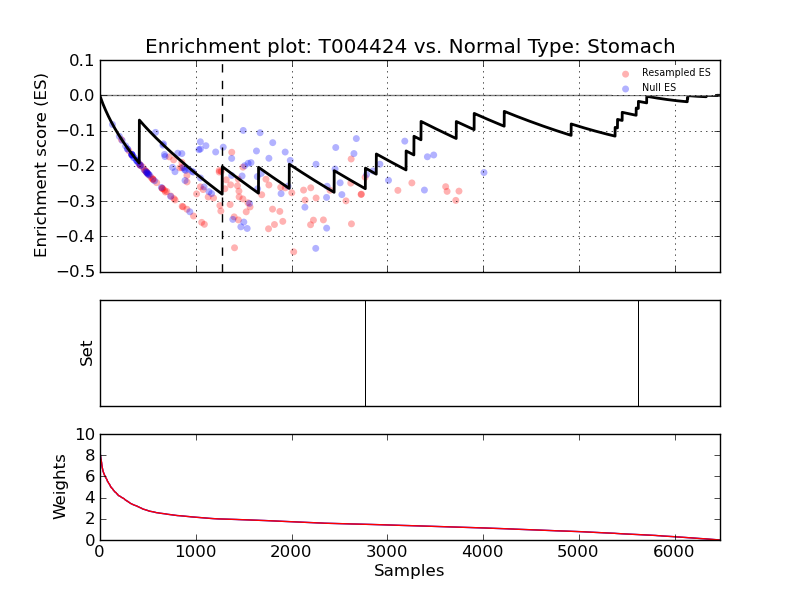 Enrichment plot: T004424 vs. Normal Type: Stomach
Enrichment score (ES)
0.1
0.0
−0.1
−0.2
−0.3
−0.4
−0.5
Resampled ES
Null ES
Set
Weights
10
8
6
4
2
0
0 1000 2000 3000 4000 5000 6000
Samples